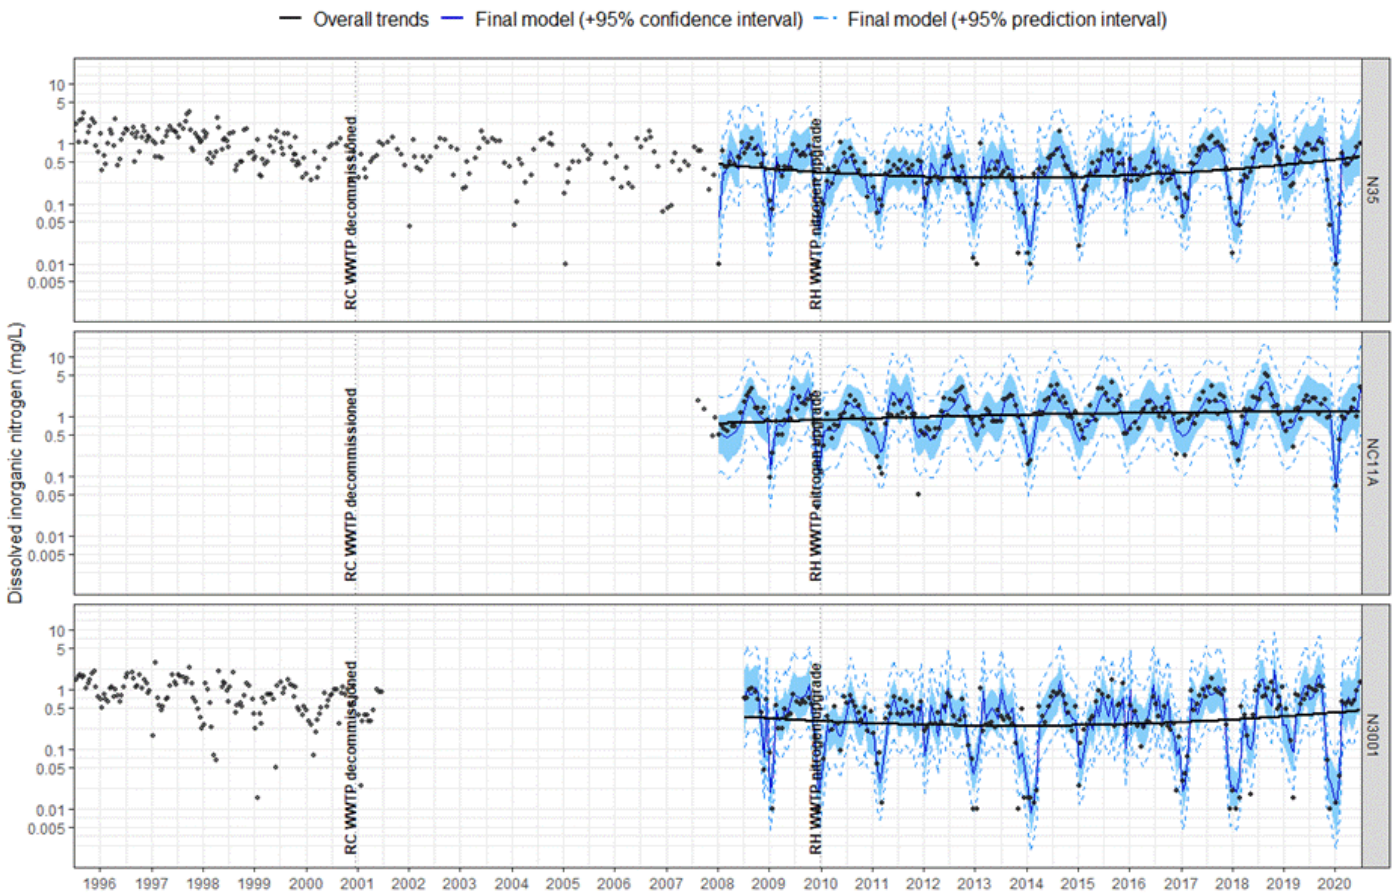 Overall trends Final model (+95% confidence interval) Final model (+95% prediction interval)
Dissolved inorganic nitrogen (mg/L)
10
5
1
0.5
0.1
0.05
0.01
0.005
RC WWTP decommissioned
RH WWTP nitrogen upgrade
N35
10
5
1
0.5
0.1
0.05
0.01
0.005
RC WWTP decommissioned
RH WWTP nitrogen upgrade
NC11A
10
5
1
0.5
0.1
0.05
0.01
0.005
RC WWTP decommissioned
RH WWTP nitrogen upgrade
N3001
1996 1997 1998 1999 2000 2001 2002 2003 2004 2005 2006 2007 2008 2009 2010 2011 2012 2013 2014 2015 2016 2017 2018 2019 2020